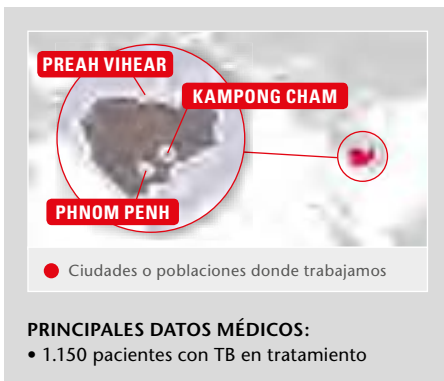 PREAH VIHEAR
KAMPONG CHAM
PHNOM PENH
Ciudades o poblaciones donde trabajamos
PRINCIPALES DATOS MÉDICOS:
• 1.150 pacientes con TB en tratamiento